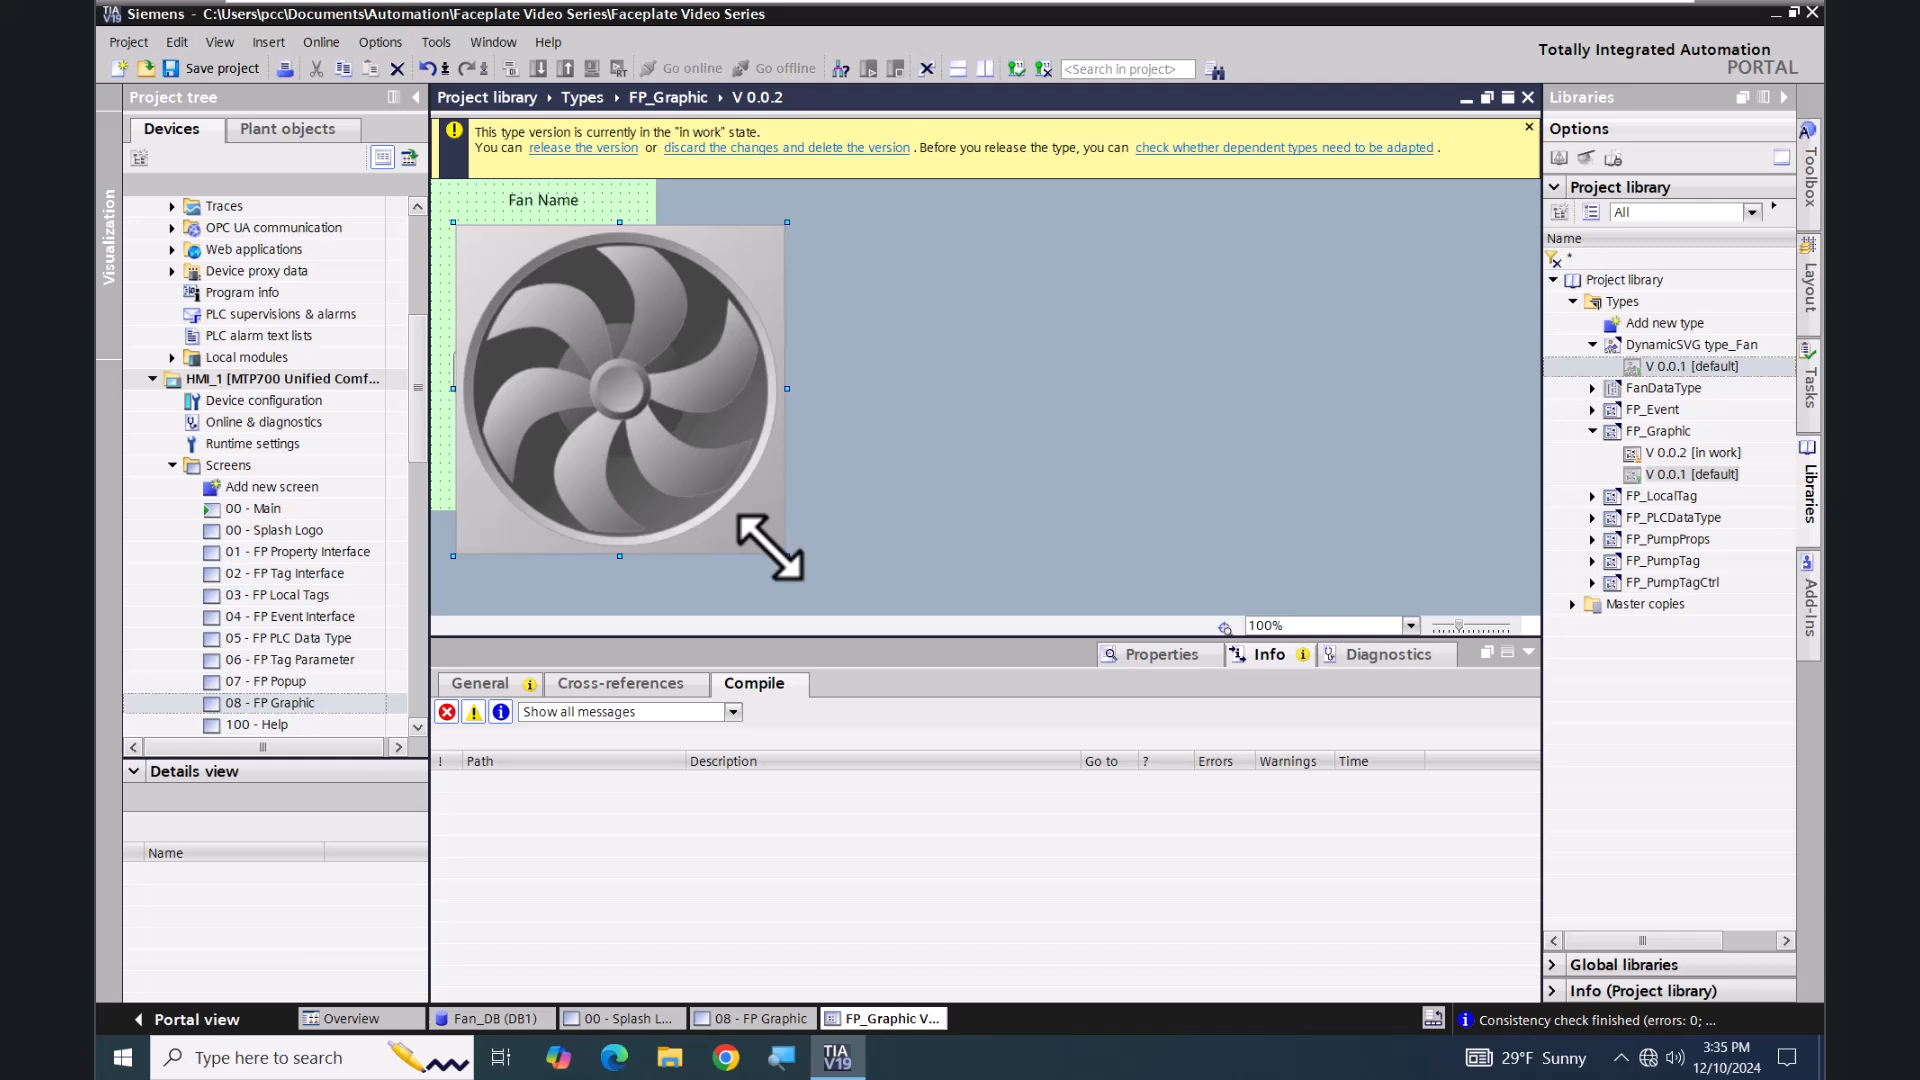 TIA
V19
Siemens - C:\Users\pcc\Documents\Automation\Faceplate Video Series\Faceplate Video Series
Project Edit View Insert Online Options Tools Window Help
Totally Integrated Automation
PORTAL
Save project
Go online
Go offline
<Search in project>
Project tree
Project library › Types › FP_Graphic › V 0.0.2
Libraries
Devices
Plant objects
This type version is currently in the "in work" state.
You can release the version or discard the changes and delete the version . Before you release the type, you can check whether dependent types need to be adapted .
Options
Visualization
Traces
OPC UA communication
Web applications
Device proxy data
Program info
PLC supervisions & alarms
PLC alarm text lists
Local modules
HMI_1 [MTP700 Unified Comf...
Device configuration
Online & diagnostics
Runtime settings
Screens
Add new screen
00 - Main
00 - Splash Logo
01 - FP Property Interface
02 - FP Tag Interface
03 - FP Local Tags
04 - FP Event Interface
05 - FP PLC Data Type
06 - FP Tag Parameter
07 - FP Popup
08 - FP Graphic
100 - Help
Details view
Name
Fan Name
100%
Properties
Info
Diagnostics
General
Cross-references
Compile
Show all messages
! Path Description Go to ? Errors Warnings Time
Project library
All
Name
*
Project library
Types
Add new type
DynamicSVG type_Fan
V 0.0.1 [default]
FanDataType
FP_Event
FP_Graphic
V 0.0.2 [in work]
V 0.0.1 [default]
FP_LocalTag
FP_PLCDataType
FP_PumpProps
FP_PumpTag
FP_PumpTagCtrl
Master copies
Global libraries
Info (Project library)
Toolbox
Layout
Tasks
Libraries
Add-Ins
Portal view
Overview
Fan_DB (DB1)
00 - Splash L...
08 - FP Graphic
FP_Graphic V...
Consistency check finished (errors: 0; ...
Type here to search
TIA
V19
29°F Sunny
3:35 PM
12/10/2024